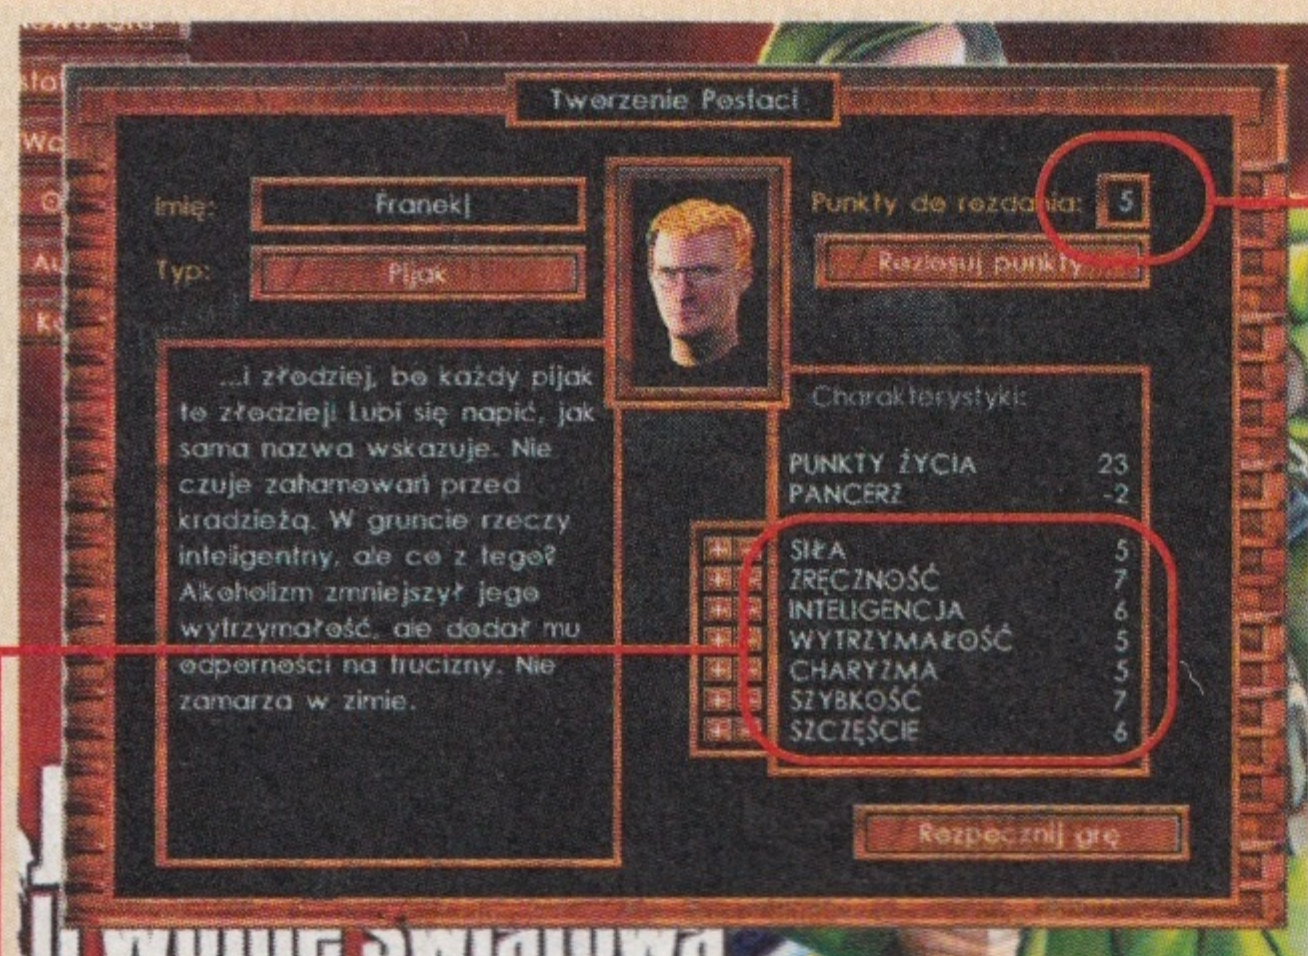 Tworzenie Postaci
Imię: Franek|
Typ: Pijak
Punkty do rozdania: 5
Rozlosuj punkty
...i złodziej, bo każdy pijak
to złodziej! Lubi się napić, jak
sama nazwa wskazuje. Nie
czuje zahamowań przed
kradzieżą. W gruncie rzeczy
inteligentny, ale co z tego?
Alkoholizm zmniejszył jego
wytrzymałość, ale dodał mu
odporności na trucizny. Nie
zamarza w zimie.
Charakterystyki:
PUNKTY ŻYCIA 23
PANCERZ -2
SIŁA 5
ZRĘCZNOŚĆ 7
INTELIGENCJA 6
WYTRZYMAŁOŚĆ 5
CHARYZMA 5
SZYBKOŚĆ 7
SZCZĘŚCIE 6
Rozpocznij grę